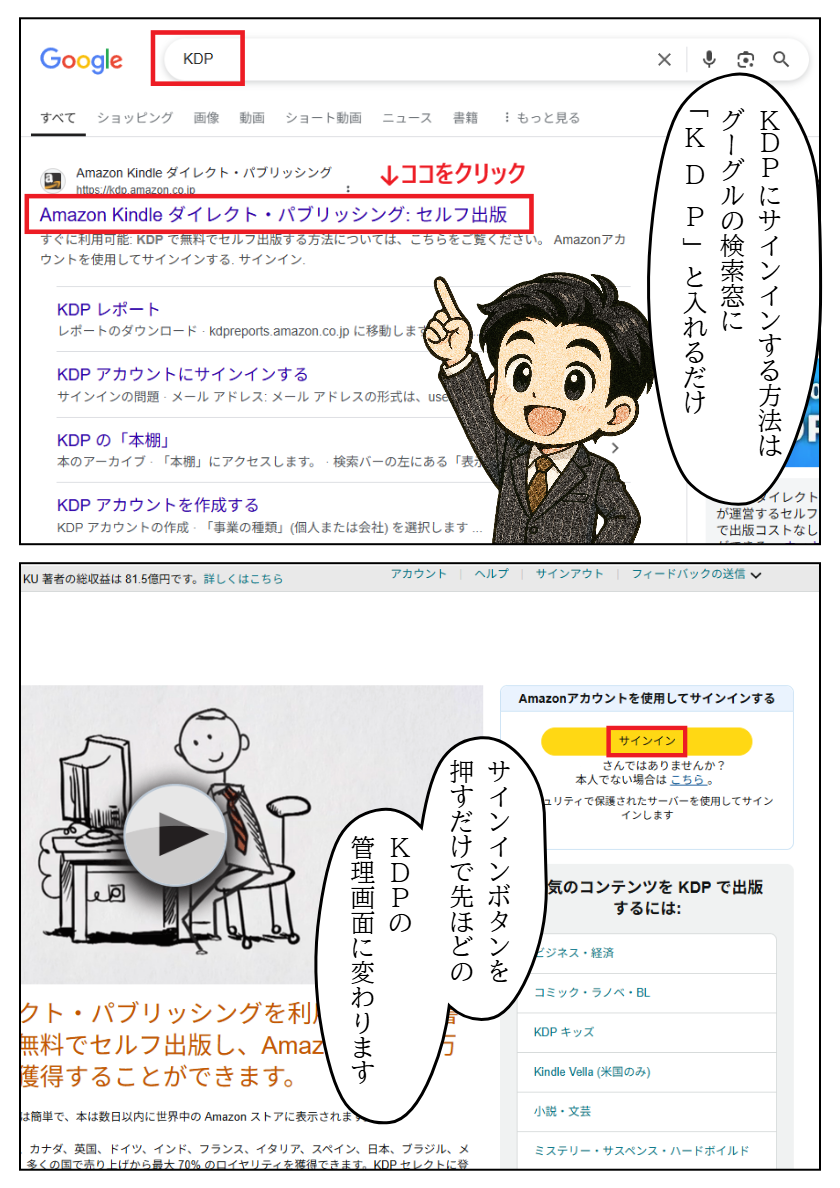 Google
KDP
すべて ショッピング 画像 動画 ショート動画 ニュース 書籍 ⋮ もっと見る
KDPにサインインする方法は
グーグルの検索窓に
「KDP」と入れるだけ
Amazon Kindle ダイレクト・パブリッシング
https://kdp.amazon.co.jp
↓ココをクリック
Amazon Kindle ダイレクト・パブリッシング: セルフ出版
すぐに利用可能: KDP で無料でセルフ出版する方法については、こちらをご覧ください。 Amazonアカ
ウントを使用してサインインする. サインイン.
KDP レポート
レポートのダウンロード · kdpreports.amazon.co.jp に移動しま
KDP アカウントにサインインする
サインインの問題 · メール アドレス: メール アドレスの形式は、use
KDP の「本棚」
本のアーカイブ · 「本棚」にアクセスします。 · 検索バーの左にある「表
KDP アカウントを作成する
KDP アカウントの作成 · 「事業の種類」(個人または会社) を選択します ...
イレクト
が運営するセルフ
で出版コストなし
KU 著者の総収益は 81.5億円です。詳しくはこちら
アカウント ヘルプ サインアウト フィードバックの送信
Amazonアカウントを使用してサインインする
サインイン
さんではありませんか？
本人でない場合は こちら 。
ュリティで保護されたサーバーを使用してサイン
インします
サインインボタンを
押すだけで先ほどの
KDPの
管理画面に変わります
気のコンテンツを KDP で出版
するには:
ビジネス・経済
コミック・ラノベ・BL
KDP キッズ
Kindle Vella (米国のみ)
小説・文芸
ミステリー・サスペンス・ハードボイルド
クト・パブリッシングを利
無料でセルフ出版し、Amaz
万
獲得することができます。
は簡単で、本は数日以内に世界中の Amazon ストアに表示されま
カナダ、英国、ドイツ、インド、フランス、イタリア、スペイン、日本、ブラジル、メ
多くの国で売り上げから最大 70% のロイヤリティを獲得できます。KDP セレクトに登